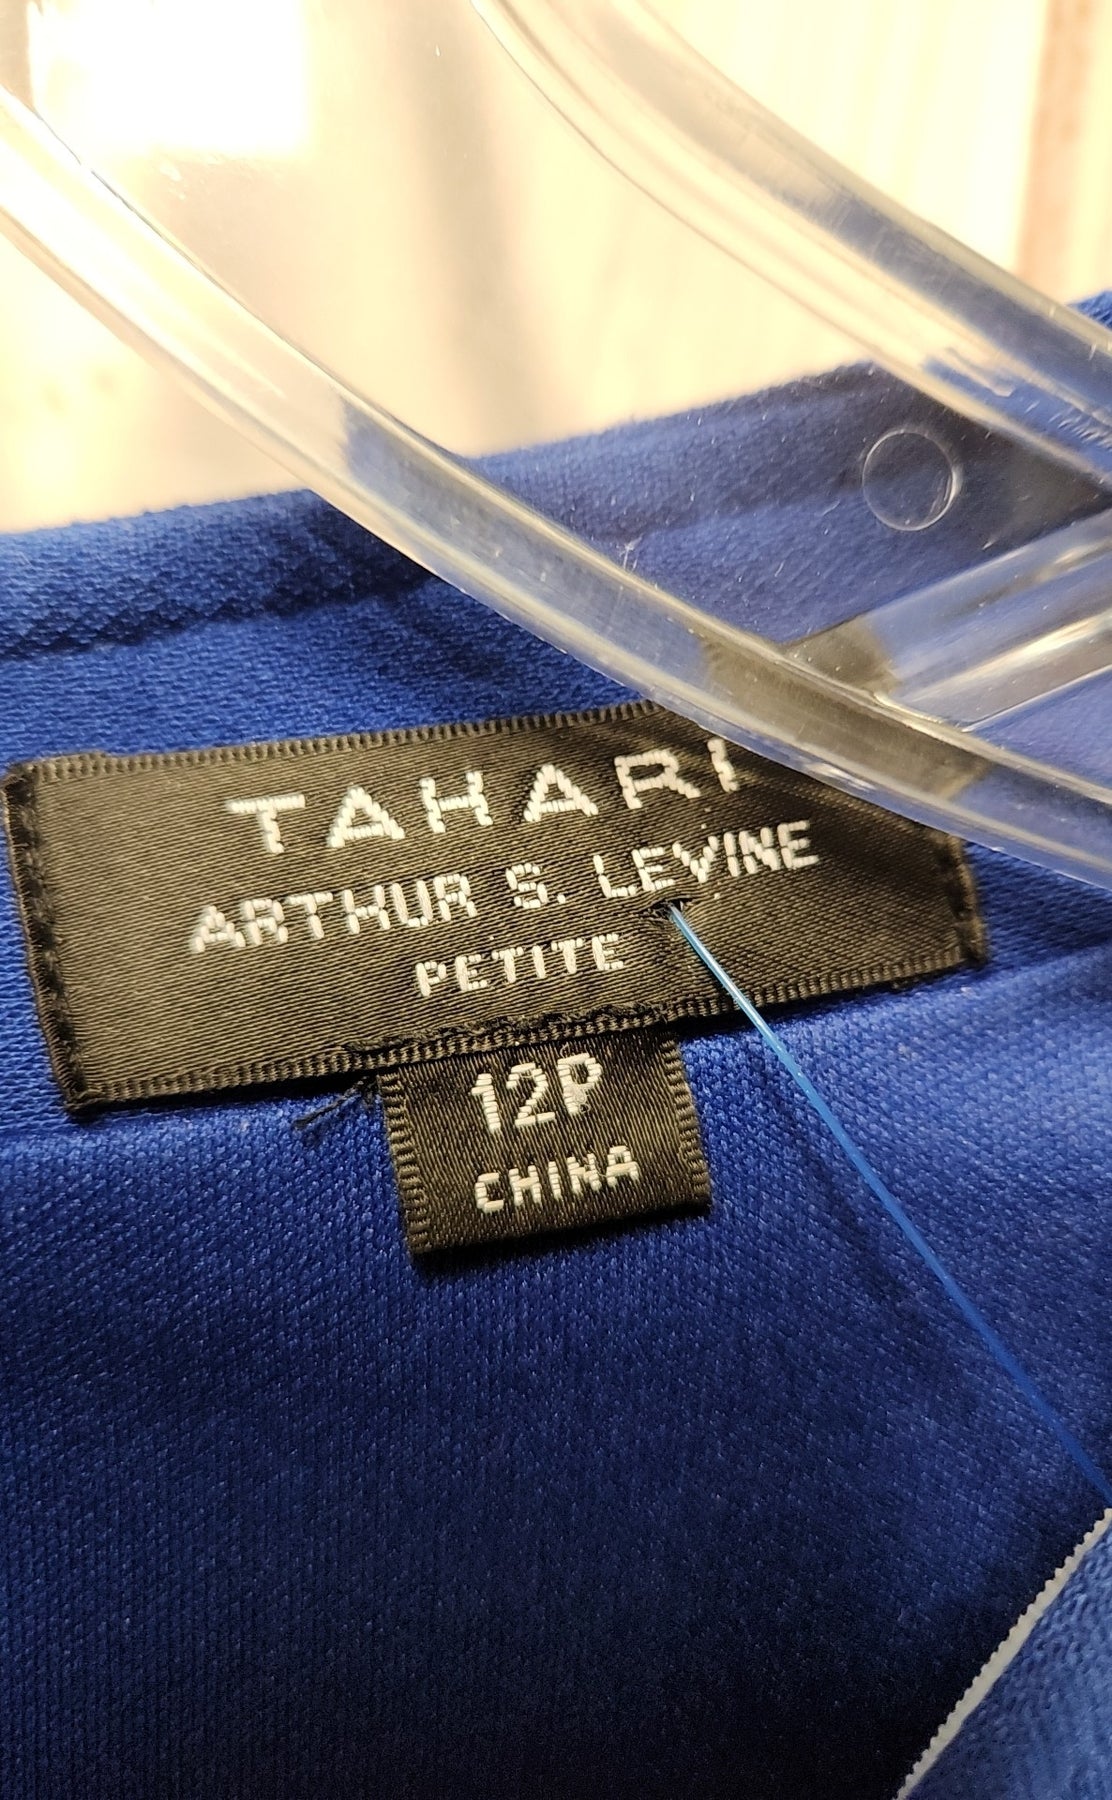 TAHARI
ARTHUR S. LEVINE
PETITE
12P
CHINA